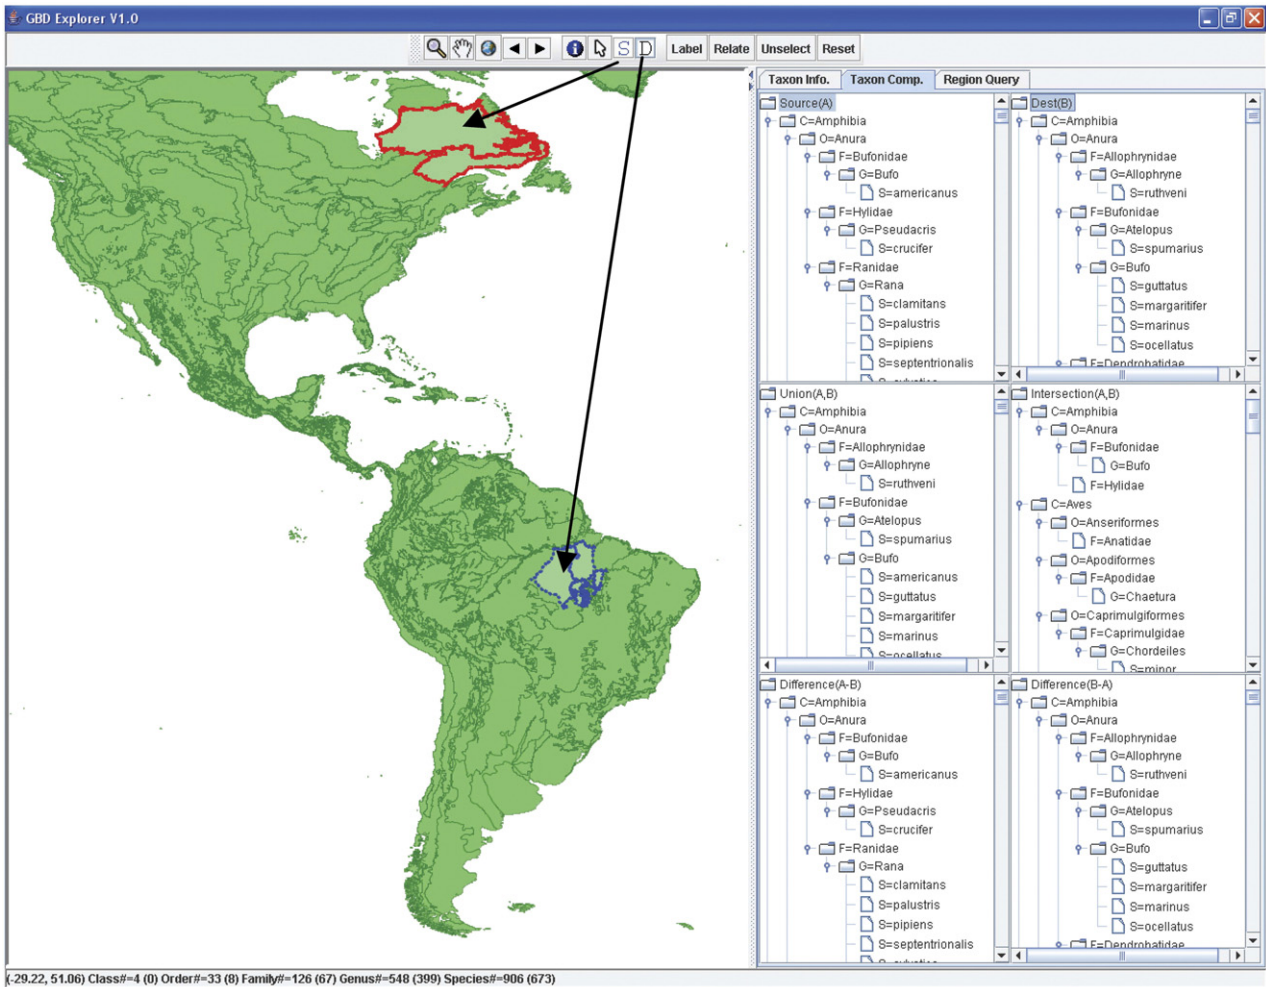 GBD Explorer V1.0
S D Label Relate Unselect Reset
Taxon Info. Taxon Comp. Region Query
Source(A)
C=Amphibia
O=Anura
F=Bufonidae
G=Bufo
S=americanus
F=Hylidae
G=Pseudacris
S=crucifer
F=Ranidae
G=Rana
S=clamitans
S=palustris
S=pipiens
S=septentrionalis
Dest(B)
C=Amphibia
O=Anura
F=Allophrynidae
G=Allophryne
S=ruthveni
F=Bufonidae
G=Atelopus
S=spumarius
G=Bufo
S=guttatus
S=margaritifer
S=marinus
S=ocellatus
F=Dendrobatidae
Union(A,B)
C=Amphibia
O=Anura
F=Allophrynidae
G=Allophryne
S=ruthveni
F=Bufonidae
G=Atelopus
S=spumarius
G=Bufo
S=americanus
S=guttatus
S=margaritifer
S=marinus
S=ocellatus
Intersection(A,B)
C=Amphibia
O=Anura
F=Bufonidae
G=Bufo
F=Hylidae
C=Aves
O=Anseriformes
F=Anatidae
O=Apodiformes
F=Apodidae
G=Chaetura
O=Caprimulgiformes
F=Caprimulgidae
G=Chordeiles
S=minor
Difference(A-B)
C=Amphibia
O=Anura
F=Bufonidae
G=Bufo
S=americanus
F=Hylidae
G=Pseudacris
S=crucifer
F=Ranidae
G=Rana
S=clamitans
S=palustris
S=pipiens
S=septentrionalis
Difference(B-A)
C=Amphibia
O=Anura
F=Allophrynidae
G=Allophryne
S=ruthveni
F=Bufonidae
G=Atelopus
S=spumarius
G=Bufo
S=guttatus
S=margaritifer
S=marinus
S=ocellatus
F=Dendrobatidae
(-29.22, 51.06) Class#=4 (0) Order#=33 (8) Family#=126 (67) Genus#=548 (399) Species#=906 (673)